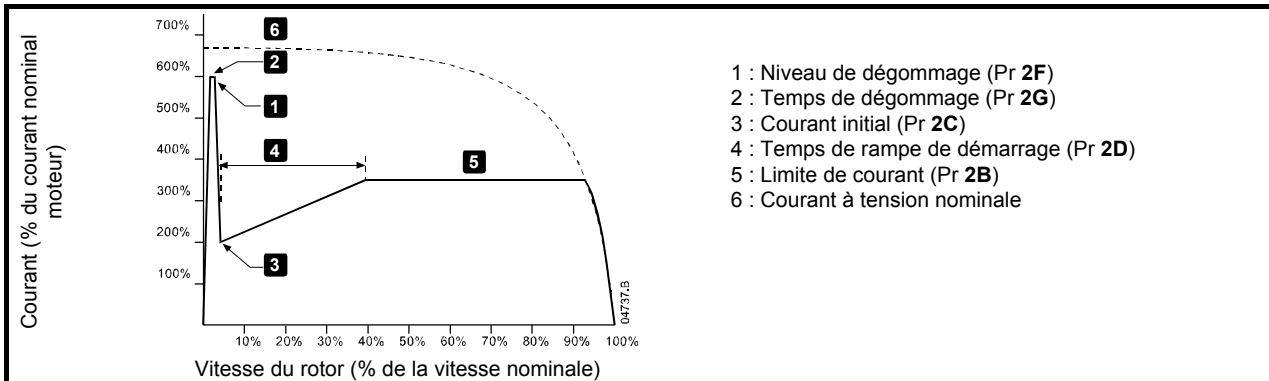 Courant (% du courant nominal
moteur)
700%
600%
500%
400%
300%
200%
100%
6
2
1
4
5
3
04737.B
10% 20% 30% 40% 50% 60% 70% 80% 90% 100%
Vitesse du rotor (% de la vitesse nominale)
1 : Niveau de dégommage (Pr 2F)
2 : Temps de dégommage (Pr 2G)
3 : Courant initial (Pr 2C)
4 : Temps de rampe de démarrage (Pr 2D)
5 : Limite de courant (Pr 2B)
6 : Courant à tension nominale